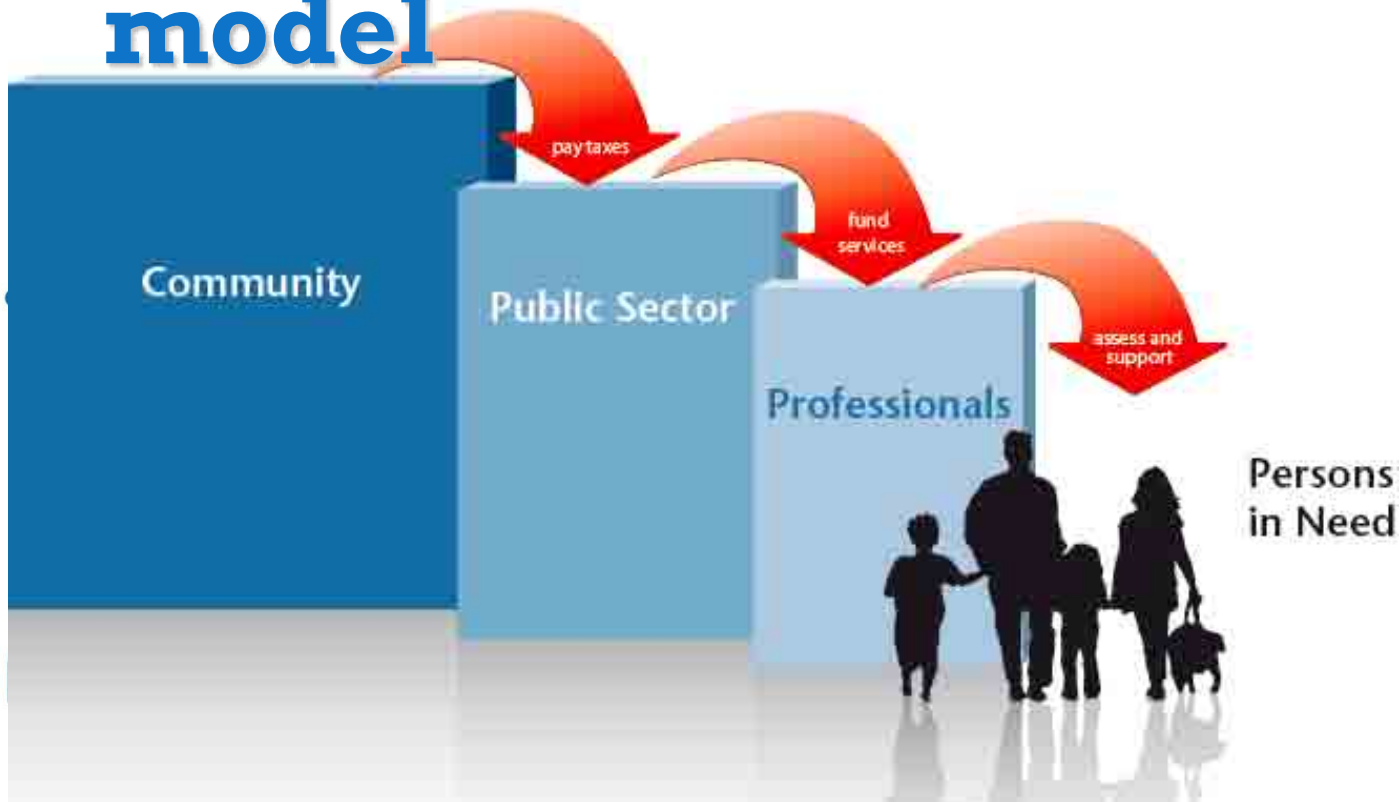 model
pay taxes
fund
services
assess and
support
Community
Public Sector
Professionals
Persons
in Need